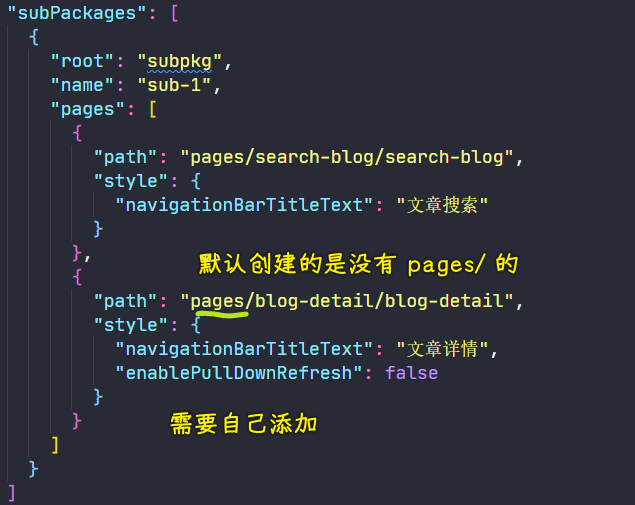 "subPackages": [
{
"root": "subpkg",
"name": "sub-1",
"pages": [
{
"path": "pages/search-blog/search-blog",
"style": {
"navigationBarTitleText": "文章搜索"
}
},
默认创建的是没有 pages/ 的
{
"path": "pages/blog-detail/blog-detail",
"style": {
"navigationBarTitleText": "文章详情",
"enablePullDownRefresh": false
}
}
需要自己添加
]
}
]